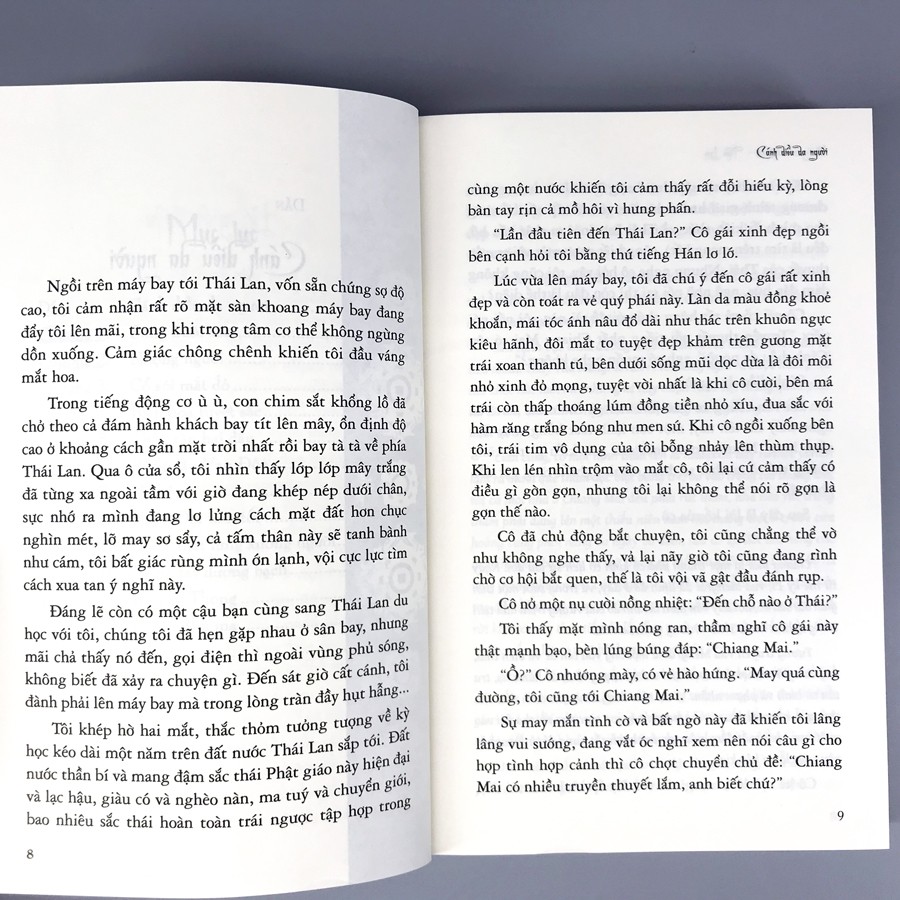 Ngồi trên máy bay tới Thái Lan, vốn sẵn chứng sợ độ
cao, tôi cảm nhận rất rõ mặt sàn khoang máy bay đang
đẩy tôi lên mãi, trong khi trọng tâm cơ thể không ngừng
dồn xuống. Cảm giác chông chênh khiến tôi đầu váng
mắt hoa.
Trong tiếng động cơ ù ù, con chim sắt khổng lồ đã
chở theo cả đám hành khách bay tít lên mây, ổn định độ
cao ở khoảng cách gần mặt trời nhất rồi bay tà tà về phía
Thái Lan. Qua ô cửa sổ, tôi nhìn thấy lớp lớp mây trắng
đã từng xa ngoài tầm với giờ đang khép nép dưới chân,
sực nhớ ra mình đang lơ lửng cách mặt đất hơn chục
nghìn mét, lỡ may sơ sẩy, cả tấm thân này sẽ tanh bành
như cám, tôi bất giác rùng mình ớn lạnh, vội cực lực tìm
cách xua tan ý nghĩ này.
Đáng lẽ còn có một cậu bạn cùng sang Thái Lan du
học với tôi, chúng tôi đã hẹn gặp nhau ở sân bay, nhưng
mãi chả thấy nó đến, gọi điện thì ngoài vùng phủ sóng,
không biết đã xảy ra chuyện gì. Đến sát giờ cất cánh, tôi
đành phải lên máy bay mà trong lòng tràn đầy hụt hẫng...
Tôi khép hờ hai mắt, thắc thỏm tưởng tượng về kỳ
học kéo dài một năm trên đất nước Thái Lan sắp tới. Đất
nước thần bí và mang đậm sắc thái Phật giáo này hiện đại
và lạc hậu, giàu có và nghèo nàn, ma tuý và chuyển giới,
bao nhiêu sắc thái hoàn toàn trái ngược tập hợp trong
8
Cánh diều da người
cùng một nước khiến tôi cảm thấy rất đỗi hiếu kỳ, lòng
bàn tay rịn cả mồ hôi vì hưng phấn.
“Lần đầu tiên đến Thái Lan?” Cô gái xinh đẹp ngồi
bên cạnh hỏi tôi bằng thứ tiếng Hán lơ ló.
Lúc vừa lên máy bay, tôi đã chú ý đến cô gái rất xinh
đẹp và còn toát ra vẻ quý phái này. Làn da màu đồng khoẻ
khoắn, mái tóc ánh nâu đổ dài như thác trên khuôn ngực
kiêu hãnh, đôi mắt to tuyệt đẹp khảm trên gương mặt
trái xoan thanh tú, bên dưới sống mũi dọc dừa là đôi môi
nhỏ xinh đỏ mọng, tuyệt vời nhất là khi cô cười, bên má
trái còn thấp thoáng lúm đồng tiền nhỏ xíu, đua sắc với
hàm răng trắng bóng như men sứ. Khi cô ngồi xuống bên
tôi, trái tim vô dụng của tôi bỗng nhảy lên thùm thụp.
Khi len lén nhìn trộm vào mắt cô, tôi lại cứ cảm thấy có
điều gì gờn gợn, nhưng tôi lại không thể nói rõ gợn là
gợn thế nào.
Cô đã chủ động bắt chuyện, tôi cũng chẳng thể vờ
như không nghe thấy, vả lại nãy giờ tôi cũng đang rình
chờ cơ hội bắt quen, thế là tôi vội vã gật đầu đánh rụp.
Cô nở một nụ cười nồng nhiệt: “Đến chỗ nào ở Thái?”
Tôi thấy mặt mình nóng ran, thầm nghĩ cô gái này
thật mạnh bạo, bèn lúng búng đáp: “Chiang Mai.”
“Ồ?” Cô nhướng mày, có vẻ hào hứng. “May quá cùng
đường, tôi cũng tới Chiang Mai.”
Sự may mắn tình cờ và bất ngờ này đã khiến tôi lâng
lâng vui sướng, đang vắt óc nghĩ xem nên nói câu gì cho
hợp tình hợp cảnh thì cô chợt chuyển chủ đề: “Chiang
Mai có nhiều truyền thuyết lắm, anh biết chứ?”
9